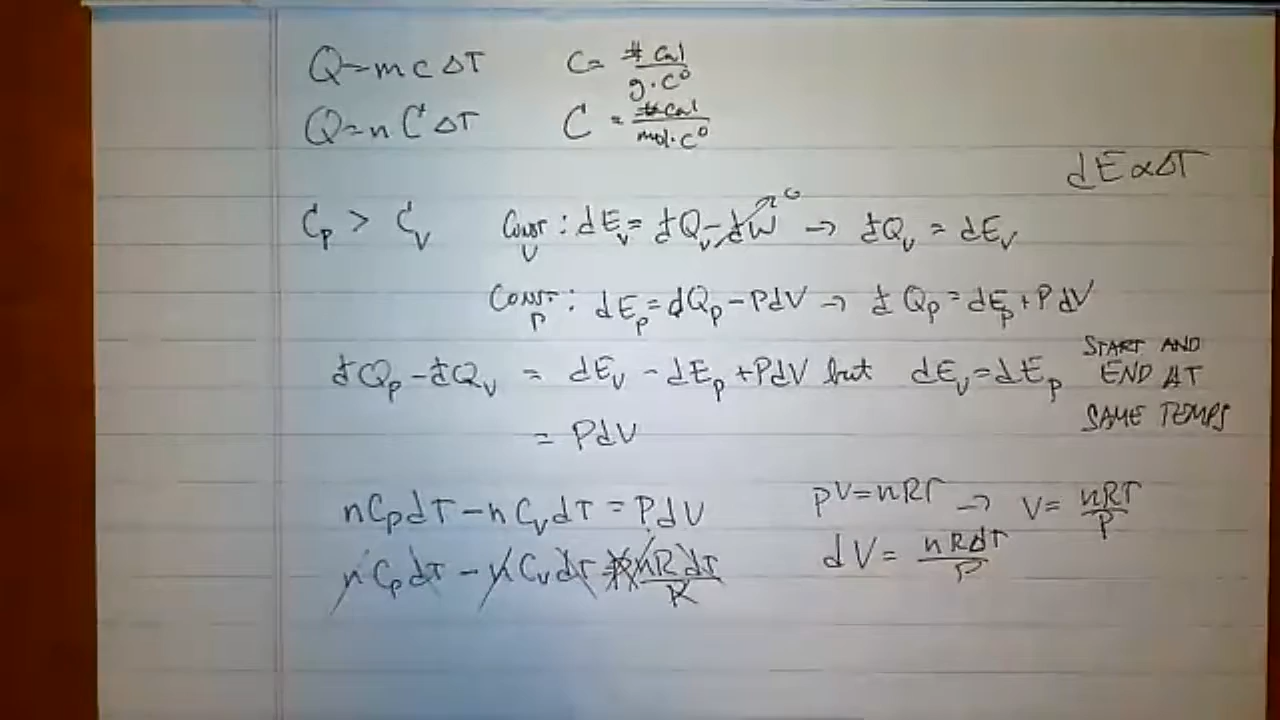 Q=mcΔT   C= # Cal / g·C°
Q=nCΔT   C = # Cal / mol·C°
dE∝ΔT
Cp > Cv   Const V : dEv = đQv - đW → 0 → đQv = dEv
Const P : dEp = dQp - PdV → đQp = dEp + PdV
đQp - đQv = dEv - dEp + PdV but dEv = dEp START AND END AT SAME TEMPS
= PdV
nCpdT - nCvdT = PdV   PV=nRT → V = nRT / P
nCpdT - nCvdT = P nRdT / P   dV = nRΔT / P